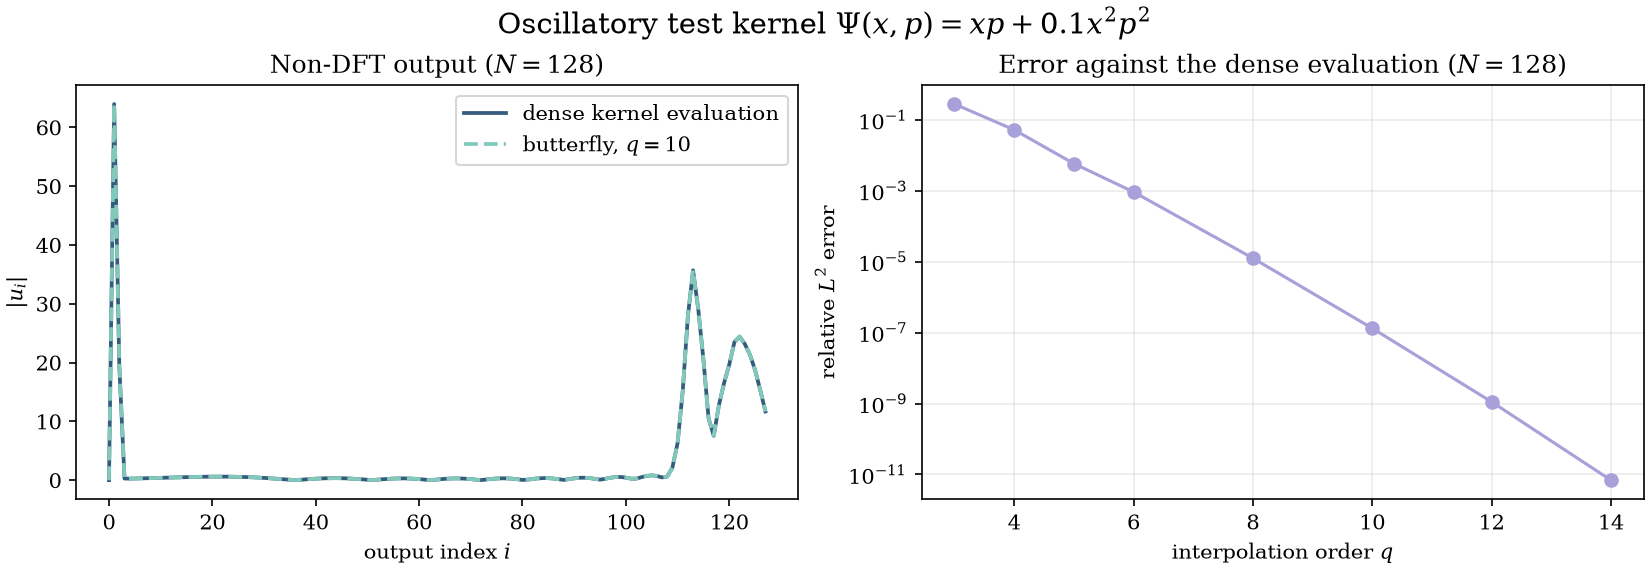 Oscillatory test kernel Ψ(x, p) = xp + 0.1x²p²
Non-DFT output (N = 128)
|uᵢ|
60
50
40
30
20
10
0
0 20 40 60 80 100 120
output index i
dense kernel evaluation
butterfly, q = 10
Error against the dense evaluation (N = 128)
relative L² error
10⁻¹
10⁻³
10⁻⁵
10⁻⁷
10⁻⁹
10⁻¹¹
4 6 8 10 12 14
interpolation order q